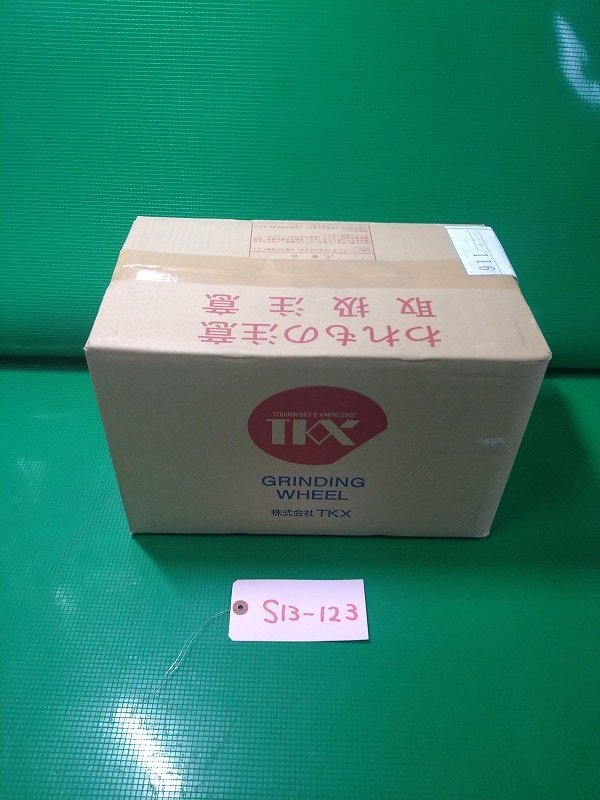 911
取扱注意
われもの注意
TECHNOLOGY & KNOWLEDGE
TKX
GRINDING
WHEEL
株式会社TKX
S13-123